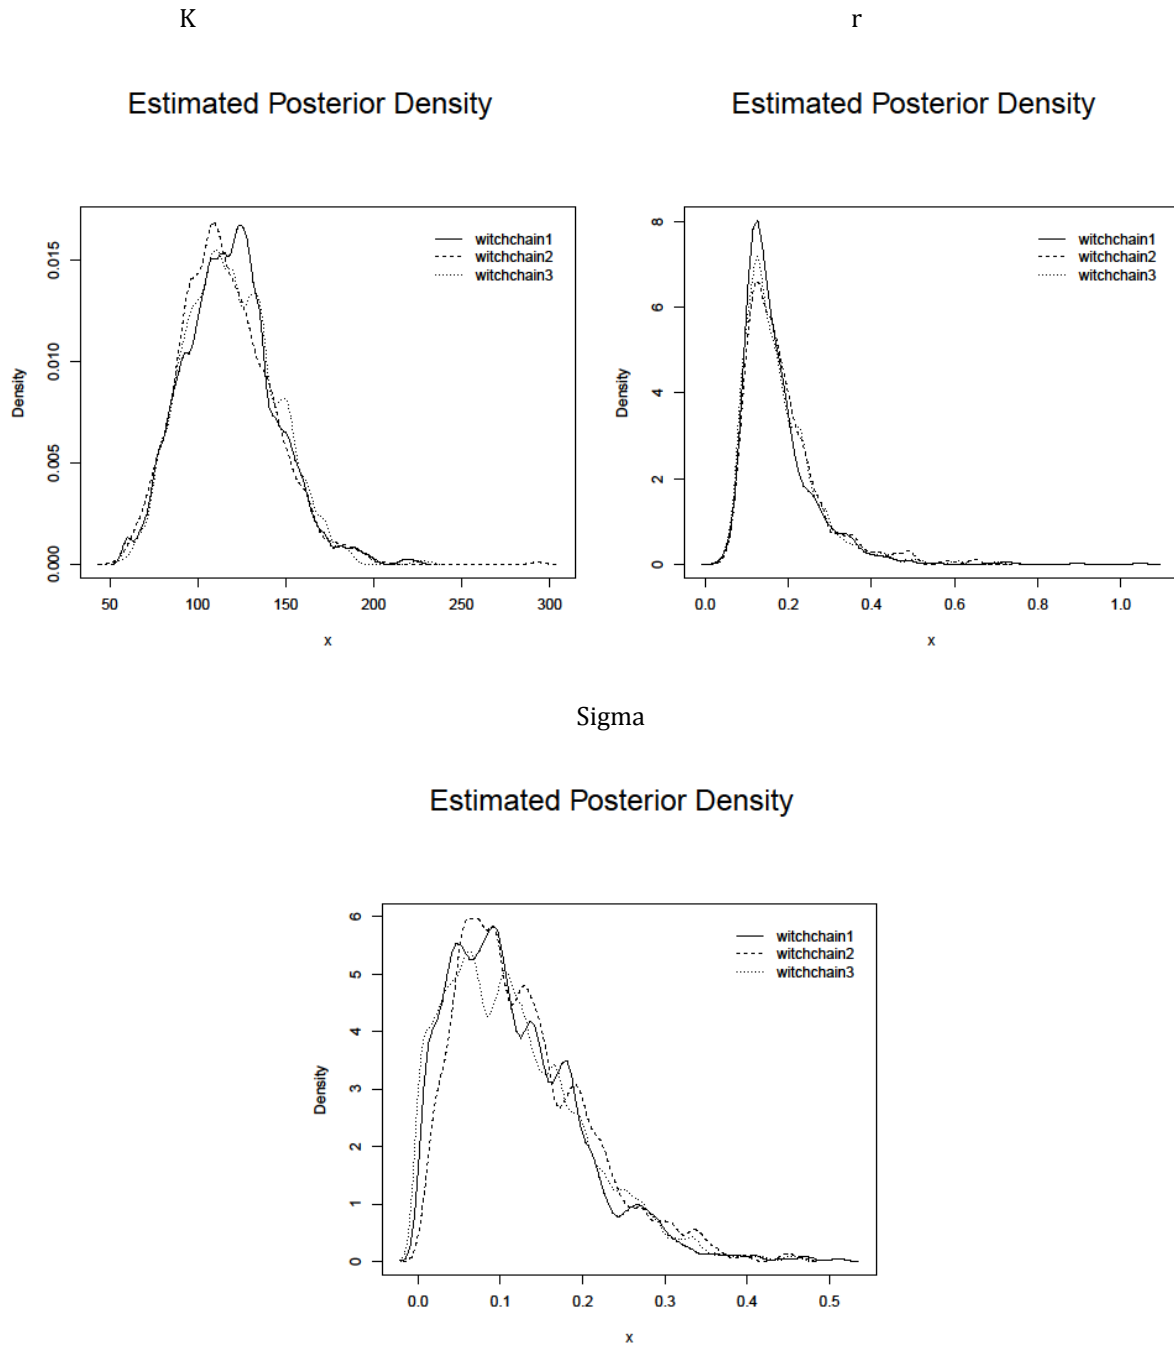 K
r
Estimated Posterior Density
Estimated Posterior Density
witchchain1
witchchain2
witchchain3
Density
0.000
0.005
0.010
0.015
50 100 150 200 250 300
x
witchchain1
witchchain2
witchchain3
Density
0
2
4
6
8
0.0 0.2 0.4 0.6 0.8 1.0
x
Sigma
Estimated Posterior Density
witchchain1
witchchain2
witchchain3
Density
0
1
2
3
4
5
6
0.0 0.1 0.2 0.3 0.4 0.5
x